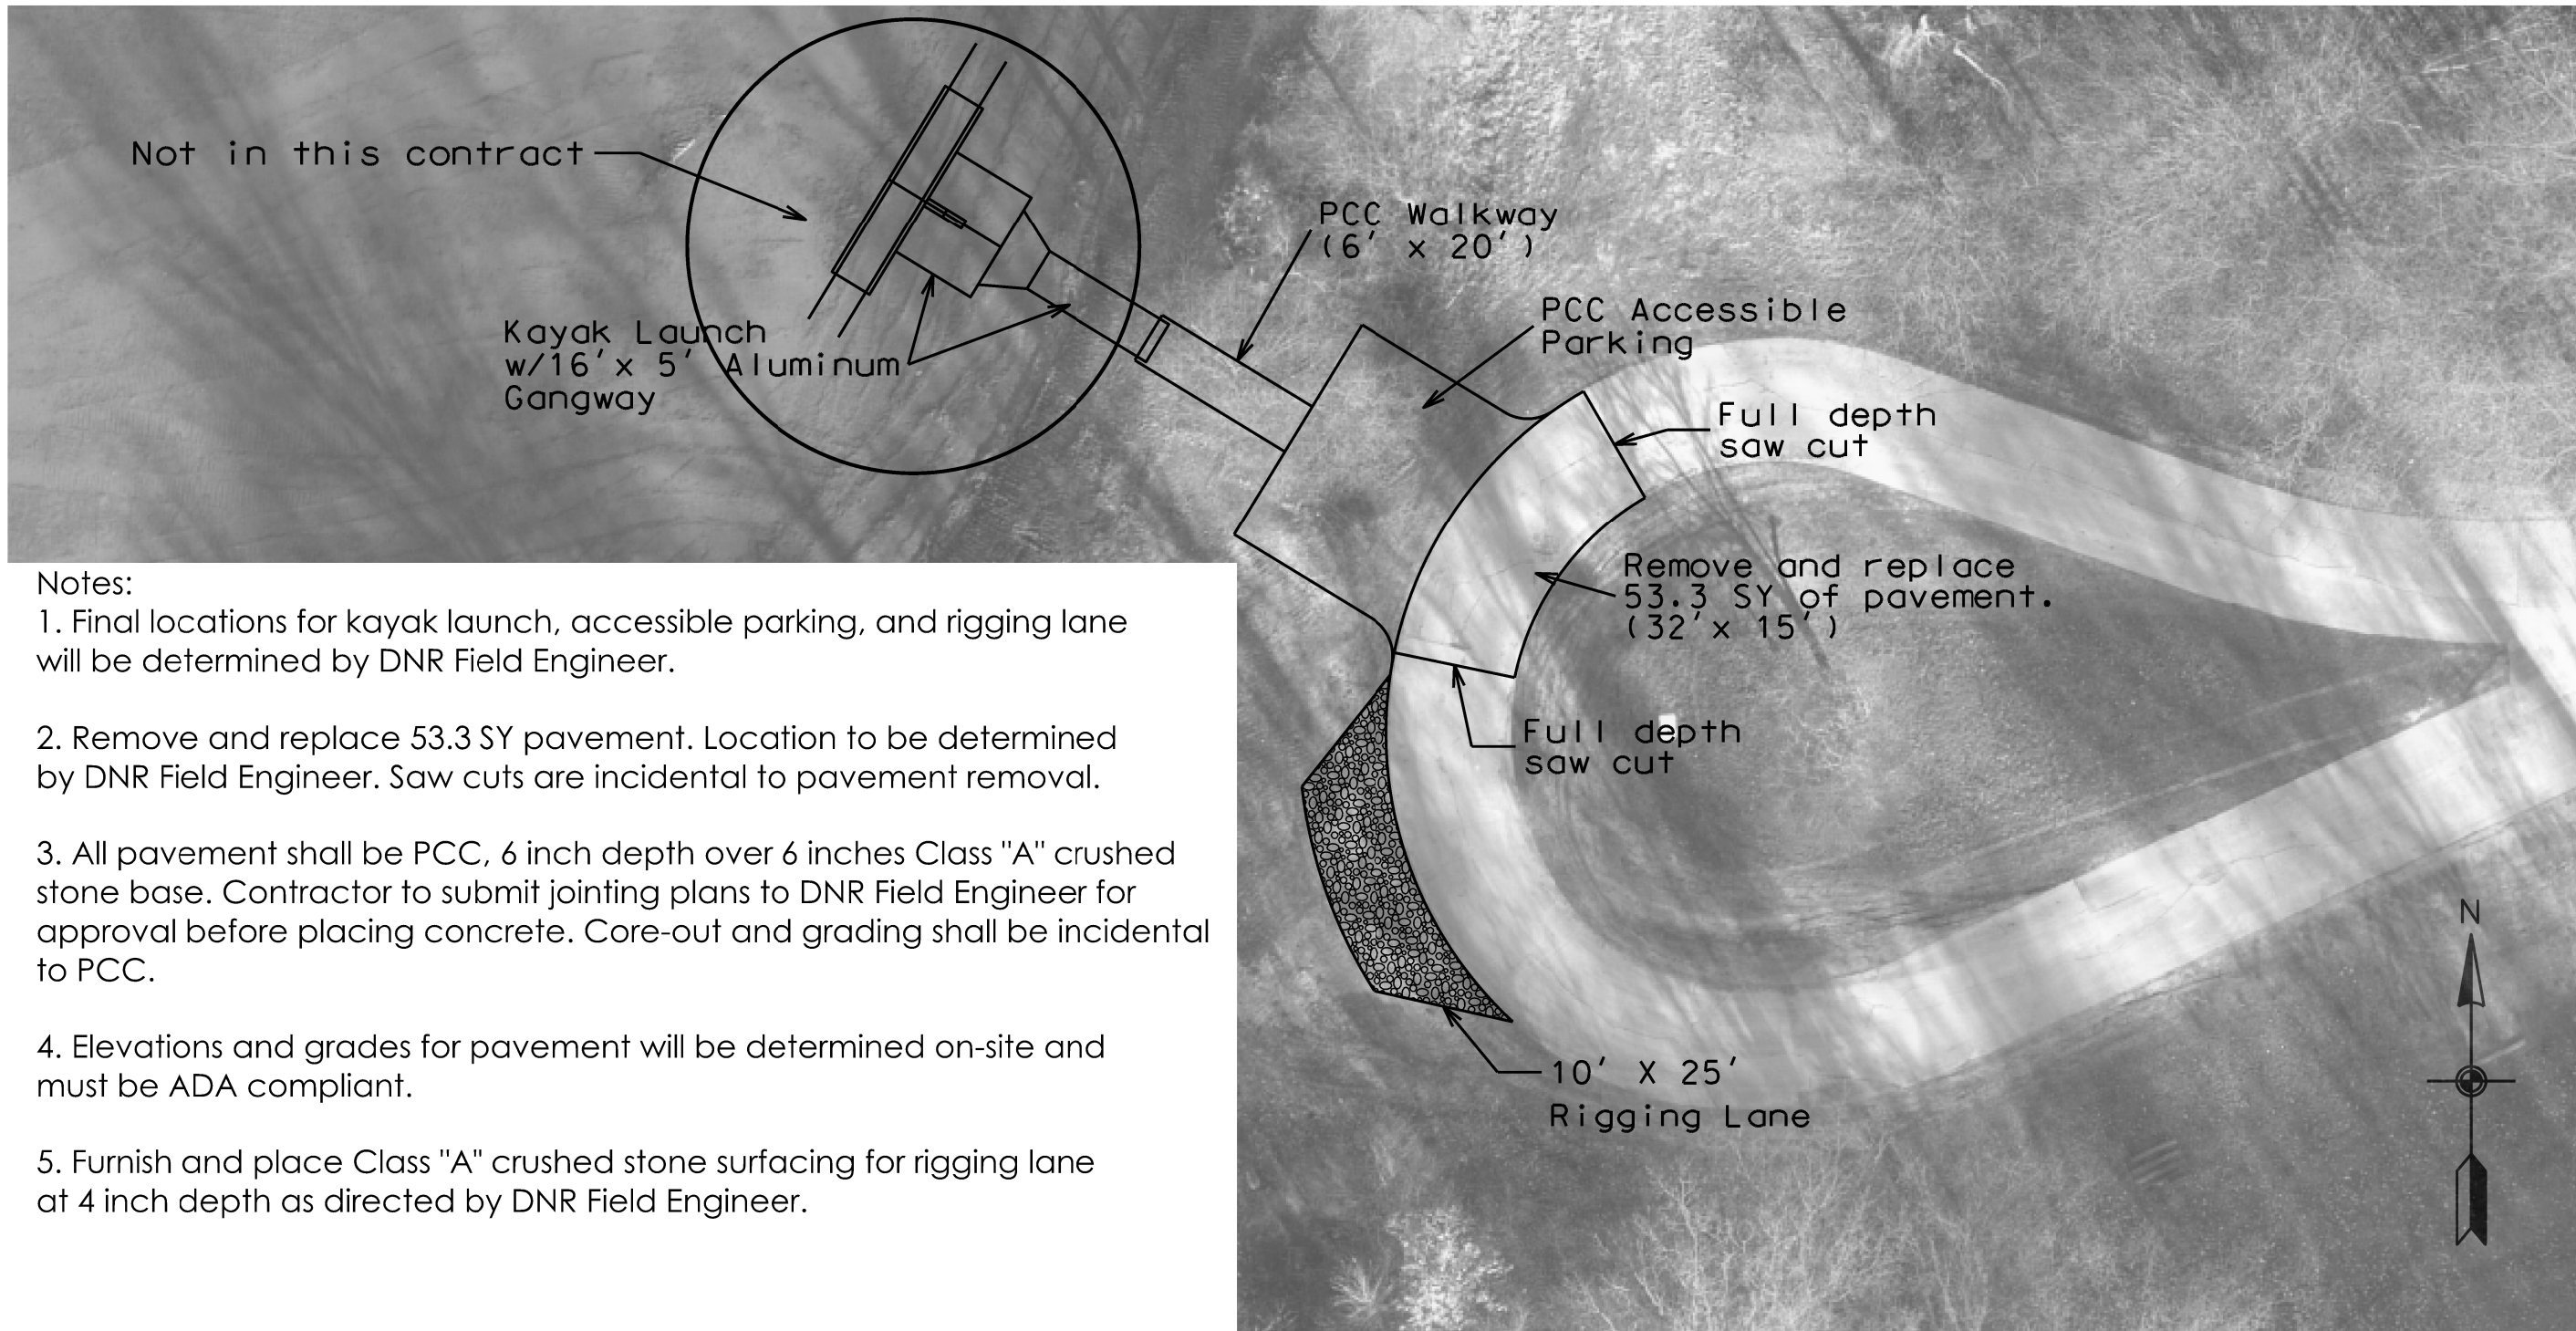 Not in this contract
PCC Walkway
(6' x 20')
PCC Accessible
Parking
Kayak Launch
w/16'x 5' Aluminum
Gangway
Full depth
saw cut
Remove and replace
53.3 SY of pavement.
(32'x 15')
Full depth
saw cut
10' X 25'
Rigging Lane
N
Notes:
1. Final locations for kayak launch, accessible parking, and rigging lane
will be determined by DNR Field Engineer.
2. Remove and replace 53.3 SY pavement. Location to be determined
by DNR Field Engineer. Saw cuts are incidental to pavement removal.
3. All pavement shall be PCC, 6 inch depth over 6 inches Class "A" crushed
stone base. Contractor to submit jointing plans to DNR Field Engineer for
approval before placing concrete. Core-out and grading shall be incidental
to PCC.
4. Elevations and grades for pavement will be determined on-site and
must be ADA compliant.
5. Furnish and place Class "A" crushed stone surfacing for rigging lane
at 4 inch depth as directed by DNR Field Engineer.